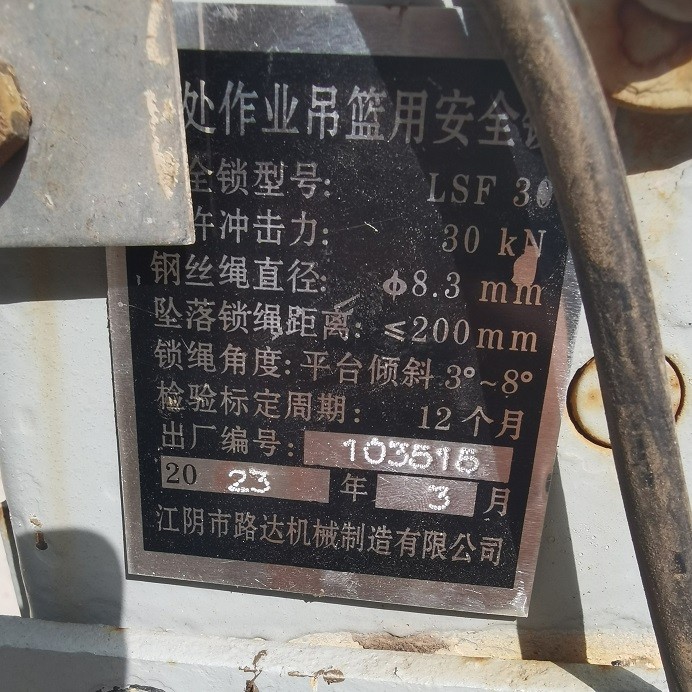 处作业吊篮用安全
全锁型号: LSF 30
许冲击力: 30 kN
钢丝绳直径: ϕ8.3 mm
坠落锁绳距离: ≤200mm
锁绳角度: 平台倾斜 3°~8°
检验标定周期: 12 个月
出厂编号: 103516
20 23 年 3 月
江阴市路达机械制造有限公司